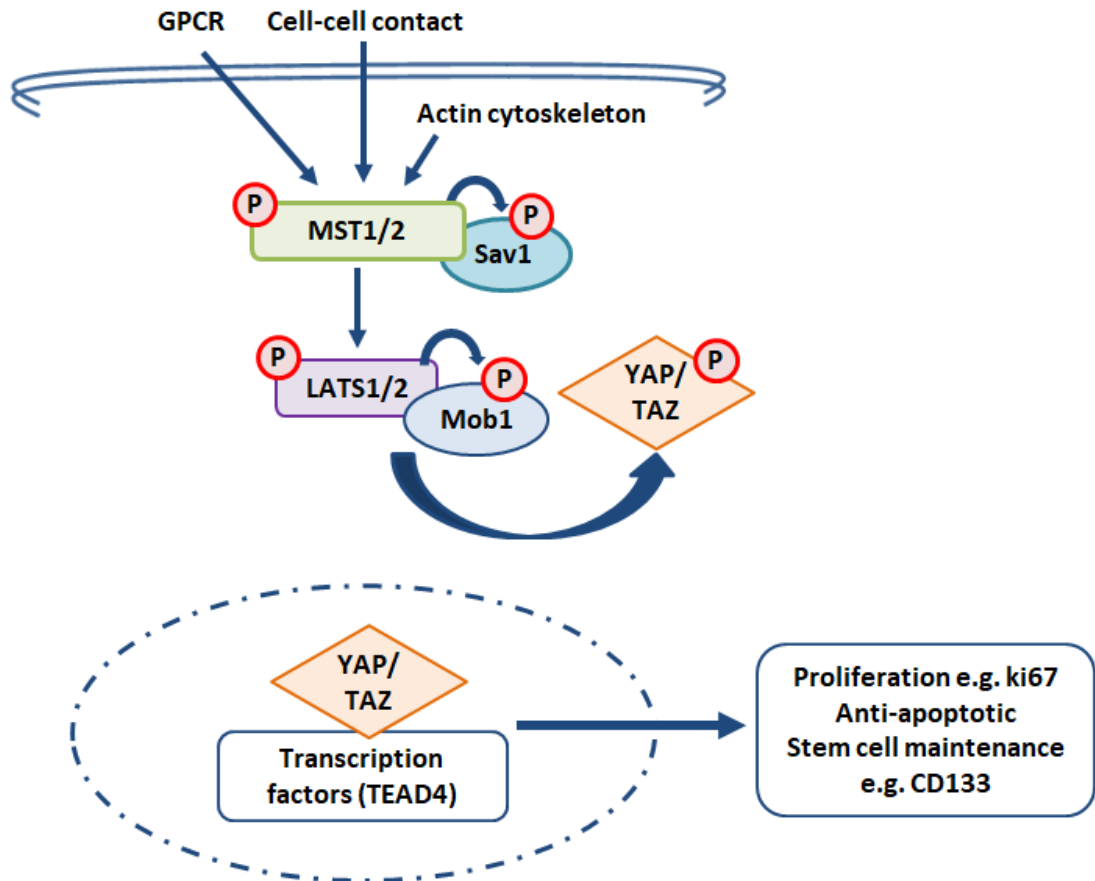 GPCR
Cell-cell contact
Actin cytoskeleton
P
MST1/2
P
Sav1
P
LATS1/2
P
Mob1
P
YAP/
TAZ
YAP/
TAZ
Transcription
factors (TEAD4)
Proliferation e.g. ki67
Anti-apoptotic
Stem cell maintenance
e.g. CD133